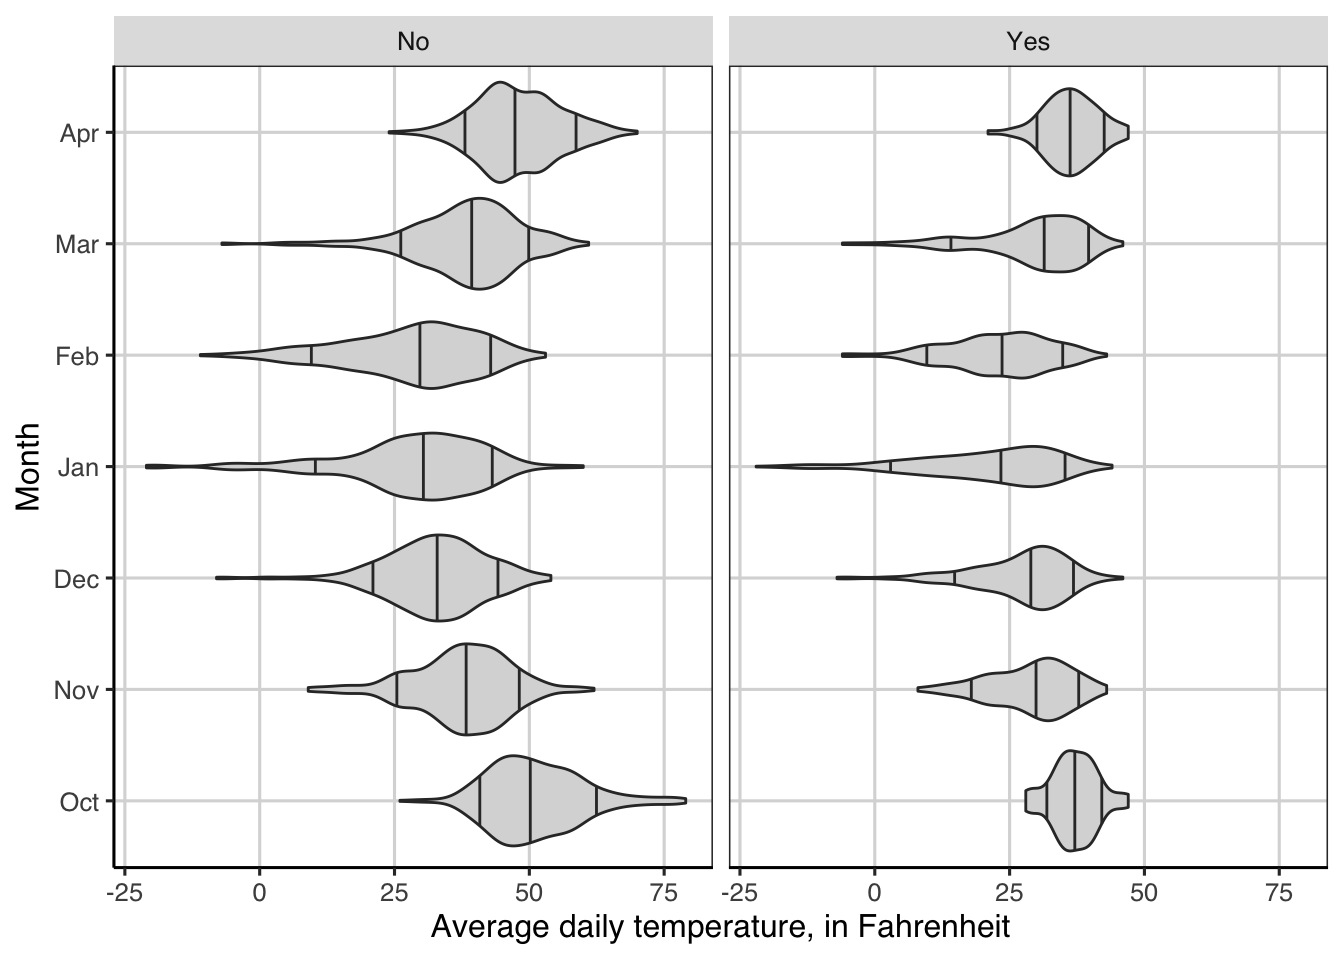 No
Yes
Apr
Mar
Feb
Jan
Dec
Nov
Oct
Month
-25 0 25 50 75 -25 0 25 50 75
Average daily temperature, in Fahrenheit